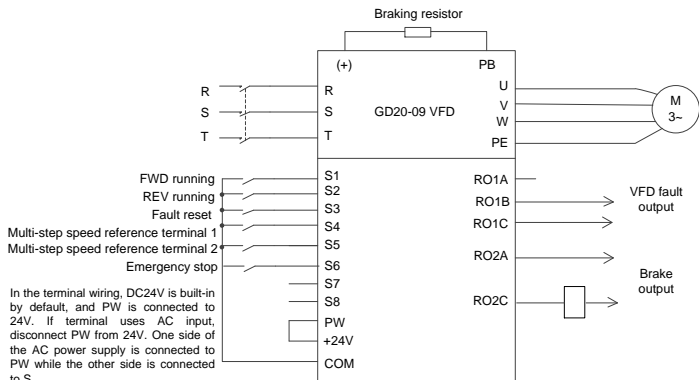 Braking resistor
(+)
PB
R
S
T
R
S
T
GD20-09 VFD
U
V
W
PE
M
3~
FWD running
REV running
Fault reset
Multi-step speed reference terminal 1
Multi-step speed reference terminal 2
Emergency stop
S1
S2
S3
S4
S5
S6
S7
S8
PW
+24V
COM
RO1A
RO1B
RO1C
RO2A
RO2C
VFD fault
output
Brake
output
In the terminal wiring, DC24V is built-in
by default, and PW is connected to
24V. If terminal uses AC input,
disconnect PW from 24V. One side of
the AC power supply is connected to
PW while the other side is connected
to S